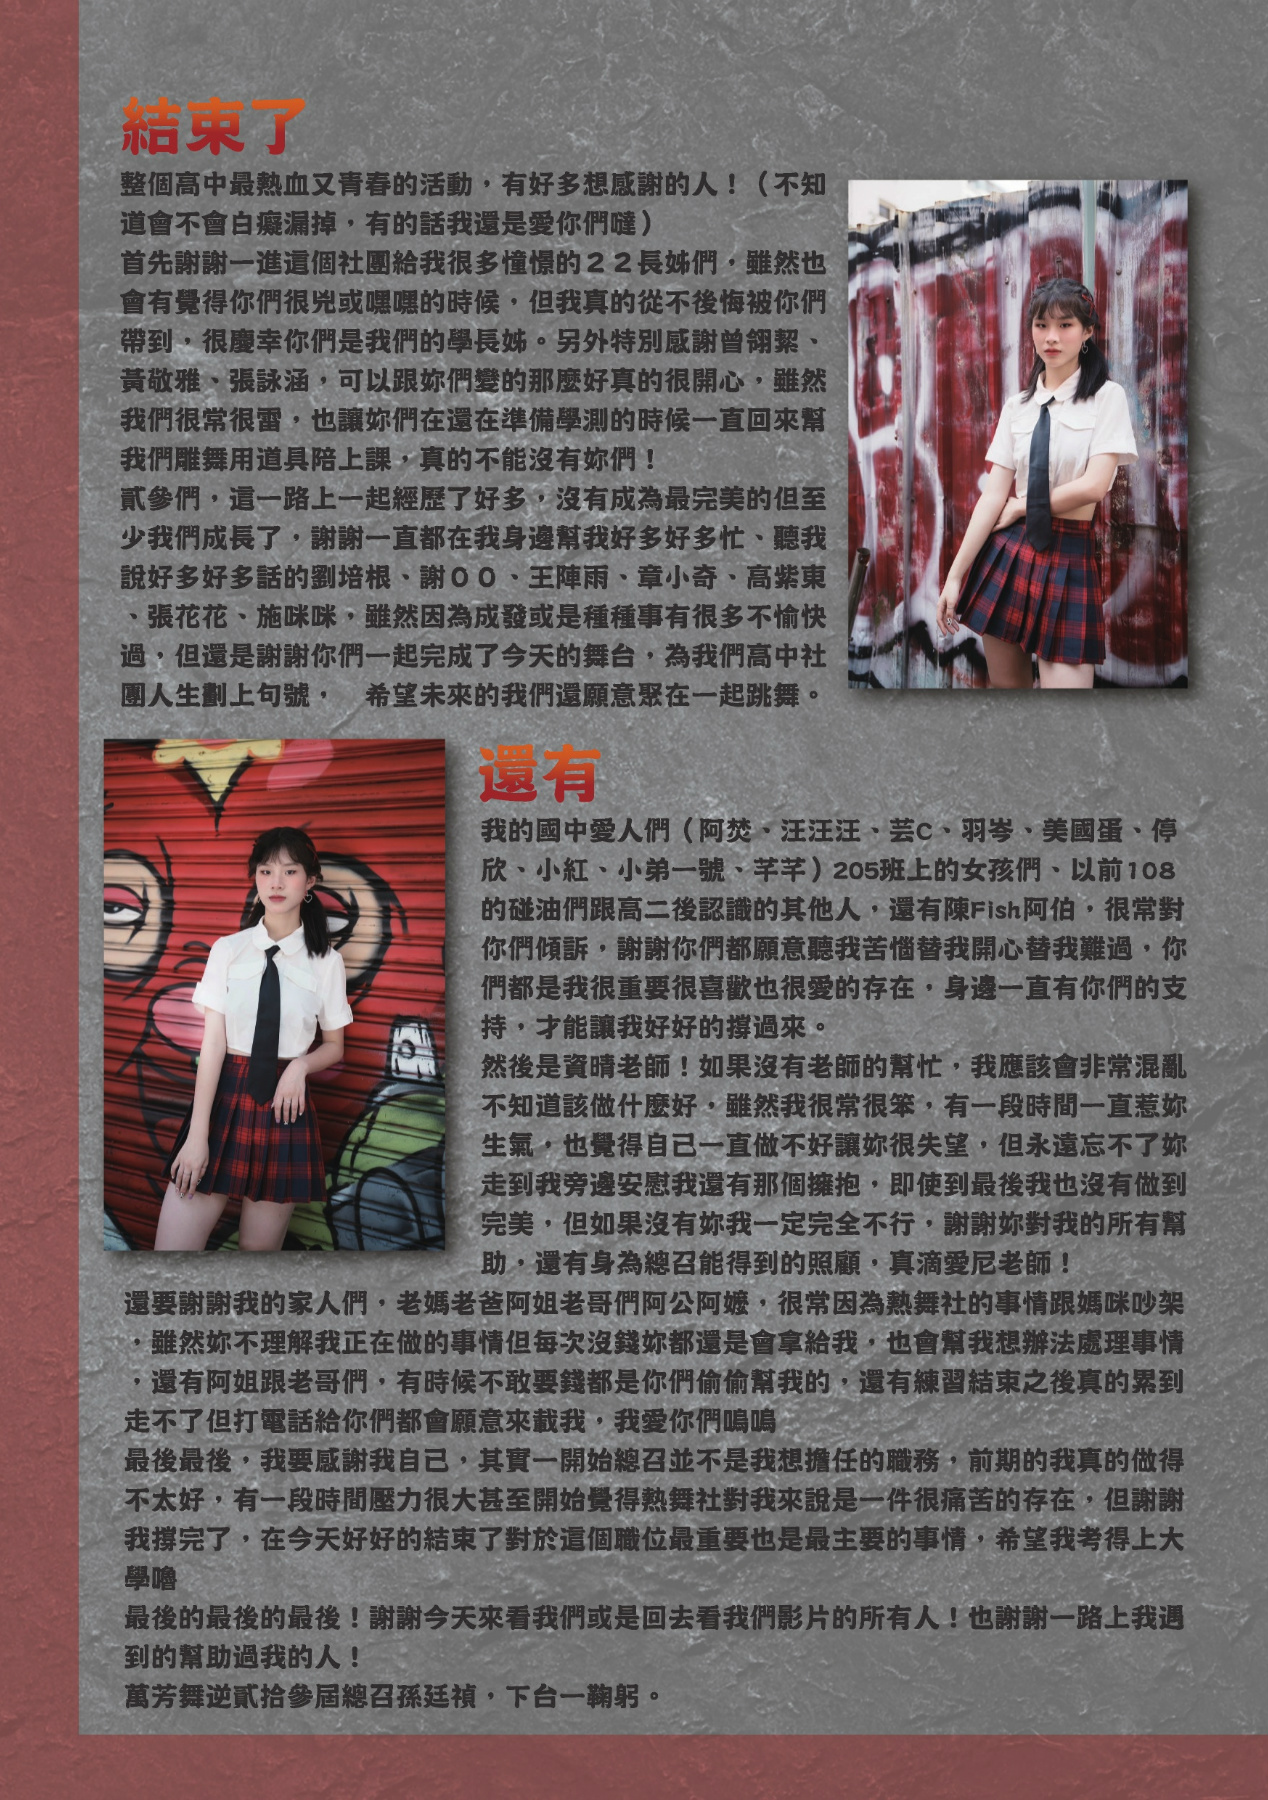 結束了
整個高中最熱血又青春的活動，有好多想感謝的人！（不知
道會不會白癡漏掉，有的話我還是愛你們噠）
首先謝謝一進這個社團給我很多憧憬的２２長姊們，雖然也
會有覺得你們很兇或嘿嘿的時候，但我真的從不後悔被你們
帶到，很慶幸你們是我們的學長姊。另外特別感謝曾翎絜、
黃敬雅、張詠涵，可以跟妳們變的那麼好真的很開心，雖然
我們很常很雷，也讓妳們在還在準備學測的時候一直回來幫
我們雕舞用道具陪上課，真的不能沒有妳們！
貳參們，這一路上一起經歷了好多，沒有成為最完美的但至
少我們成長了，謝謝一直都在我身邊幫我好多好多忙、聽我
說好多好多話的劉培根、謝ＯＯ、王陣雨、章小奇、高紫東
、張花花、施咪咪，雖然因為成發或是種種事有很多不愉快
過，但還是謝謝你們一起完成了今天的舞台，為我們高中社
團人生劃上句號，　希望未來的我們還願意聚在一起跳舞。
還有
我的國中愛人們（阿焚、汪汪汪、芸C、羽岑、美國蛋、停
欣、小紅、小弟一號、芊芊）205班上的女孩們、以前108
的碰油們跟高二後認識的其他人，還有陳Fish阿伯，很常對
你們傾訴，謝謝你們都願意聽我苦惱替我開心替我難過，你
們都是我很重要很喜歡也很愛的存在，身邊一直有你們的支
持，才能讓我好好的撐過來。
然後是資晴老師！如果沒有老師的幫忙，我應該會非常混亂
不知道該做什麼好，雖然我很常很笨，有一段時間一直惹妳
生氣，也覺得自己一直做不好讓妳很失望，但永遠忘不了妳
走到我旁邊安慰我還有那個擁抱，即使到最後我也沒有做到
完美，但如果沒有妳我一定完全不行，謝謝妳對我的所有幫
助，還有身為總召能得到的照顧，真滴愛尼老師！
還要謝謝我的家人們，老媽老爸阿姐老哥們阿公阿嬤，很常因為熱舞社的事情跟媽咪吵架
，雖然妳不理解我正在做的事情但每次沒錢妳都還是會拿給我，也會幫我想辦法處理事情
，還有阿姐跟老哥們，有時候不敢要錢都是你們偷偷幫我的，還有練習結束之後真的累到
走不了但打電話給你們都會願意來載我，我愛你們嗚嗚
最後最後，我要感謝我自己，其實一開始總召並不是我想擔任的職務，前期的我真的做得
不太好，有一段時間壓力很大甚至開始覺得熱舞社對我來說是一件很痛苦的存在，但謝謝
我撐完了，在今天好好的結束了對於這個職位最重要也是最主要的事情，希望我考得上大
學嚕
最後的最後的最後！謝謝今天來看我們或是回去看我們影片的所有人！也謝謝一路上我遇
到的幫助過我的人！
萬芳舞逆貳拾參屆總召孫廷禎，下台一鞠躬。